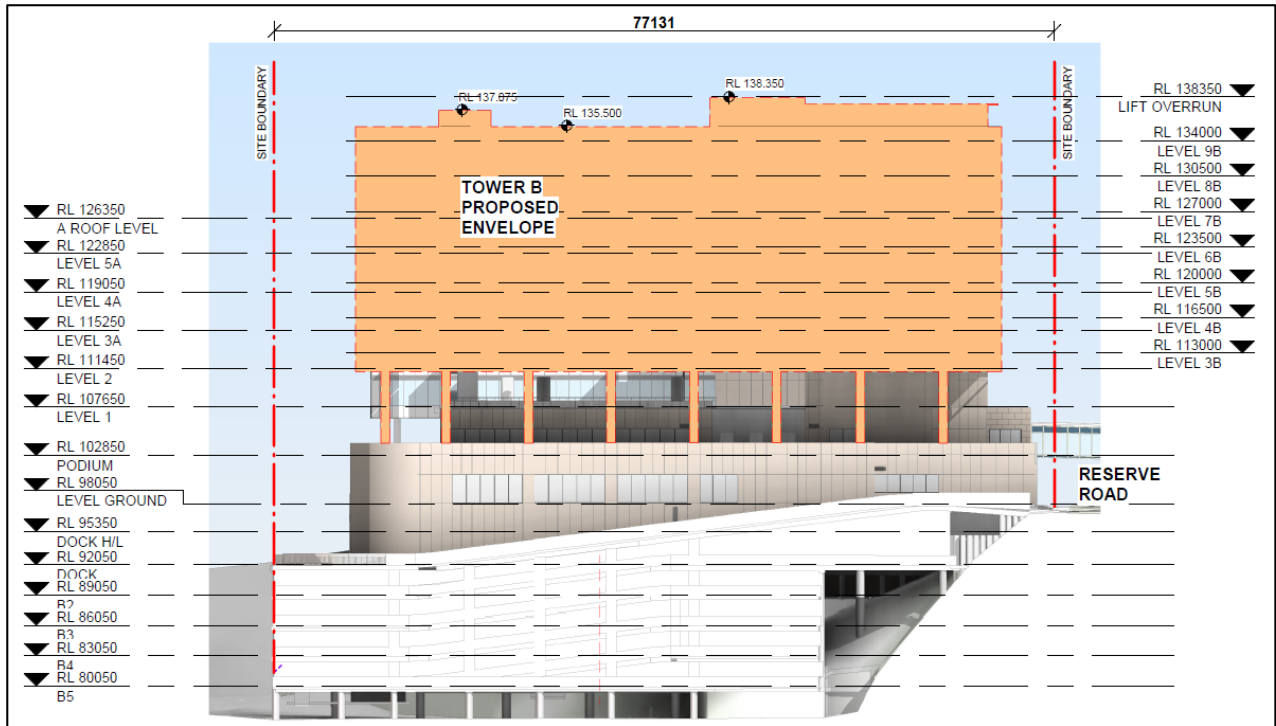 77131
SITE BOUNDARY
SITE BOUNDARY
RL 137.875
RL 135.500
RL 138.350
TOWER B
PROPOSED
ENVELOPE
RL 126350
A ROOF LEVEL
RL 122850
LEVEL 5A
RL 119050
LEVEL 4A
RL 115250
LEVEL 3A
RL 111450
LEVEL 2
RL 107650
LEVEL 1
RL 102850
PODIUM
RL 98050
LEVEL GROUND
RL 95350
DOCK H/L
RL 92050
DOCK
RL 89050
B2
RL 86050
B3
RL 83050
B4
RL 80050
B5
RL 138350
LIFT OVERRUN
RL 134000
LEVEL 9B
RL 130500
LEVEL 8B
RL 127000
LEVEL 7B
RL 123500
LEVEL 6B
RL 120000
LEVEL 5B
RL 116500
LEVEL 4B
RL 113000
LEVEL 3B
RESERVE
ROAD